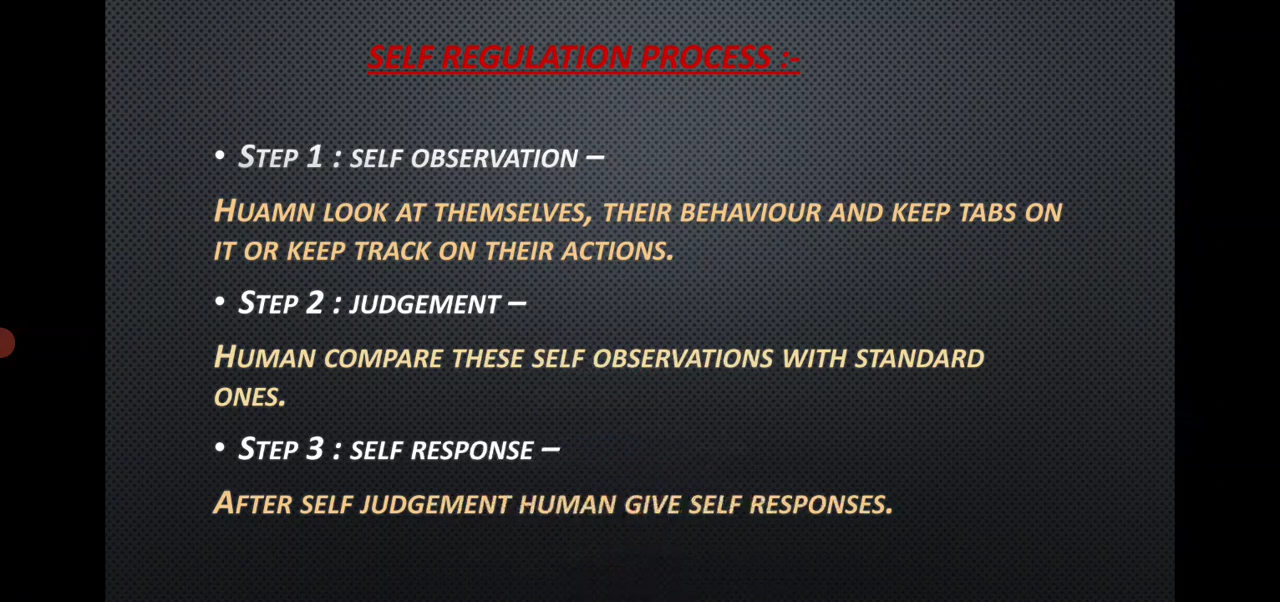 SELF REGULATION PROCESS :-
• STEP 1 : SELF OBSERVATION –
HUAMN LOOK AT THEMSELVES, THEIR BEHAVIOUR AND KEEP TABS ON
IT OR KEEP TRACK ON THEIR ACTIONS.
• STEP 2 : JUDGEMENT –
HUMAN COMPARE THESE SELF OBSERVATIONS WITH STANDARD
ONES.
• STEP 3 : SELF RESPONSE –
AFTER SELF JUDGEMENT HUMAN GIVE SELF RESPONSES.